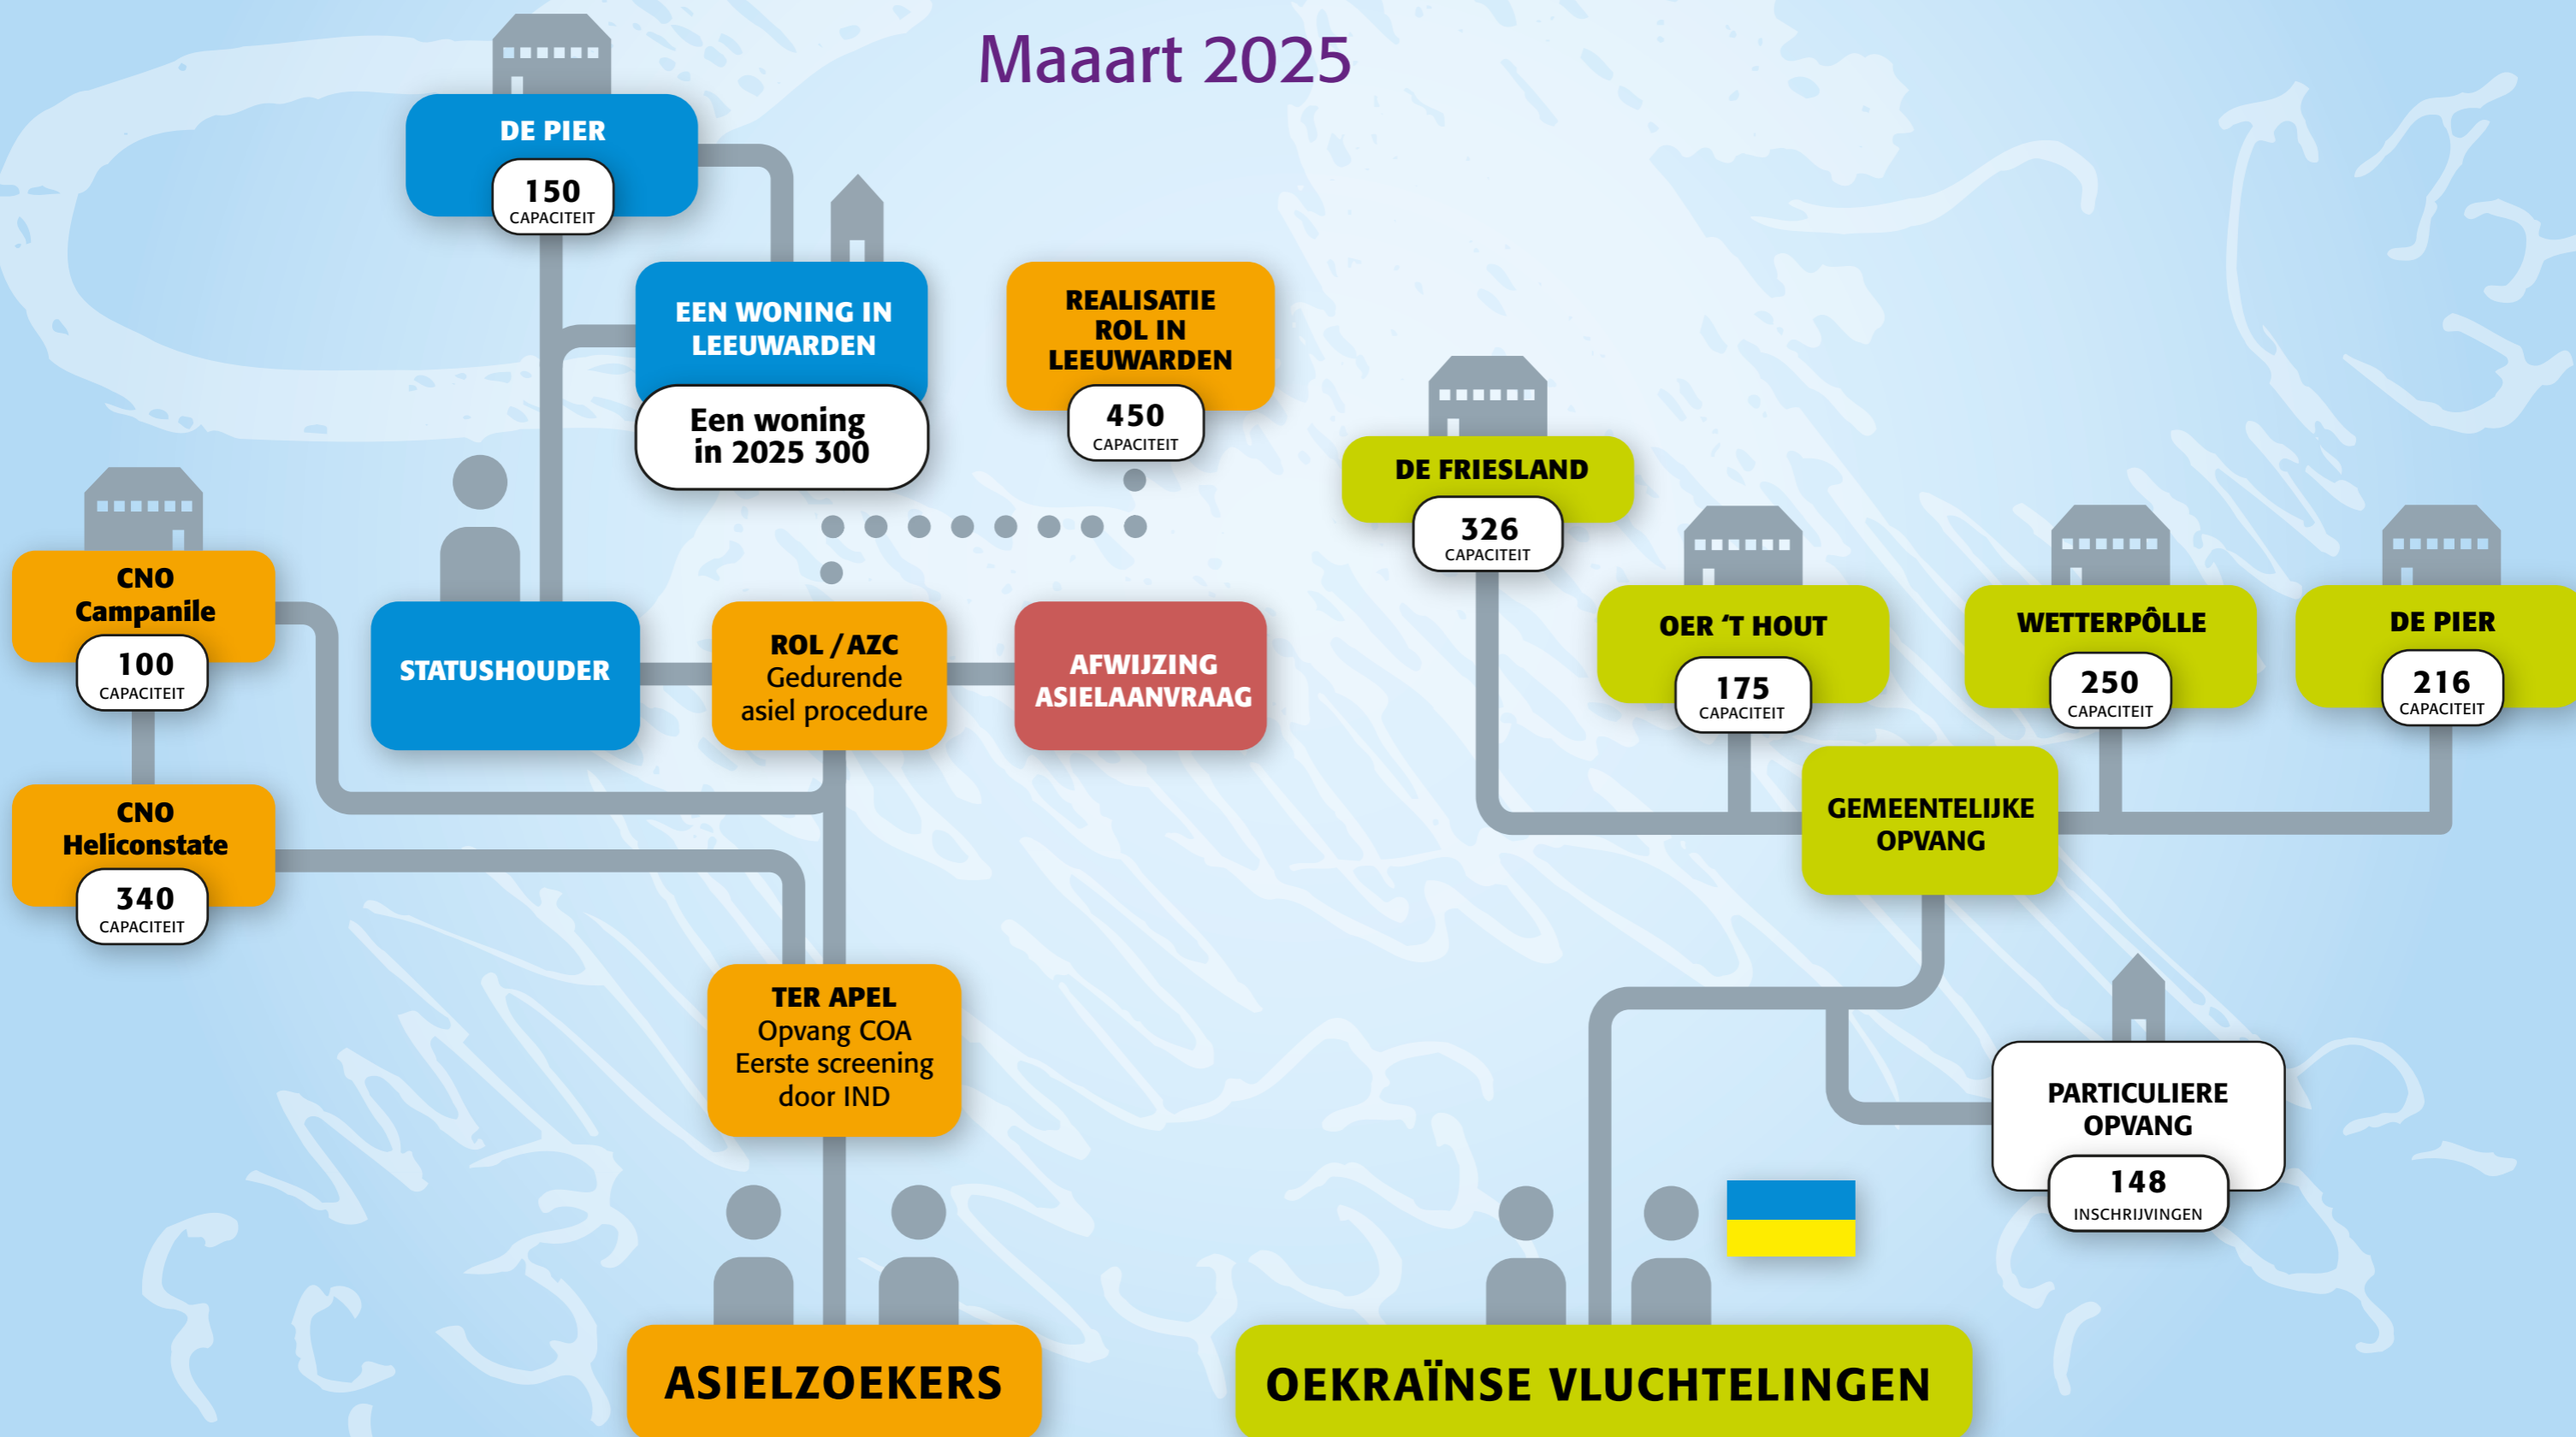 Maaart 2025
DE PIER
150
CAPACITEIT
EEN WONING IN
LEEUWARDEN
Een woning
in 2025 300
REALISATIE
ROL IN
LEEUWARDEN
450
CAPACITEIT
CNO
Campanile
100
CAPACITEIT
STATUSHOUDER
ROL / AZC
Gedurende
asiel procedure
AFWIJZING
ASIELAANVRAAG
CNO
Heliconstate
340
CAPACITEIT
TER APEL
Opvang COA
Eerste screening
door IND
ASIELZOEKERS
DE FRIESLAND
326
CAPACITEIT
OER ‘T HOUT
175
CAPACITEIT
WETTERPÔLLE
250
CAPACITEIT
DE PIER
216
CAPACITEIT
GEMEENTELIJKE
OPVANG
PARTICULIERE
OPVANG
148
INSCHRIJVINGEN
OEKRAÏNSE VLUCHTELINGEN